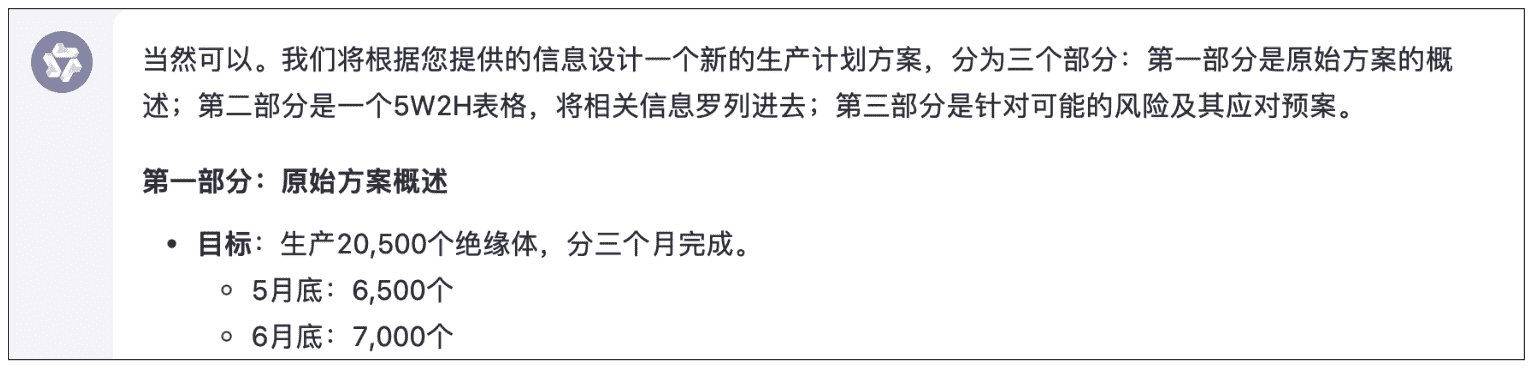 当然可以。我们将根据您提供的信息设计一个新的生产计划方案，分为三个部分：第一部分是原始方案的概
述；第二部分是一个5W2H表格，将相关信息罗列进去；第三部分是针对可能的风险及其应对预案。
第一部分：原始方案概述
• 目标：生产20,500个绝缘体，分三个月完成。
◦ 5月底：6,500个
◦ 6月底：7,000个